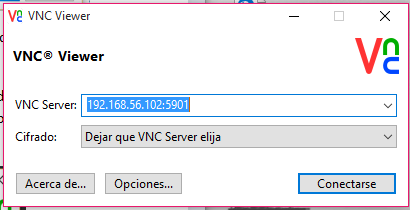 VNC Viewer
VNC® Viewer
VNC
VNC Server: 192.168.56.102:5901
Cifrado: Dejar que VNC Server elija
Acerca de... Opciones... Conectarse